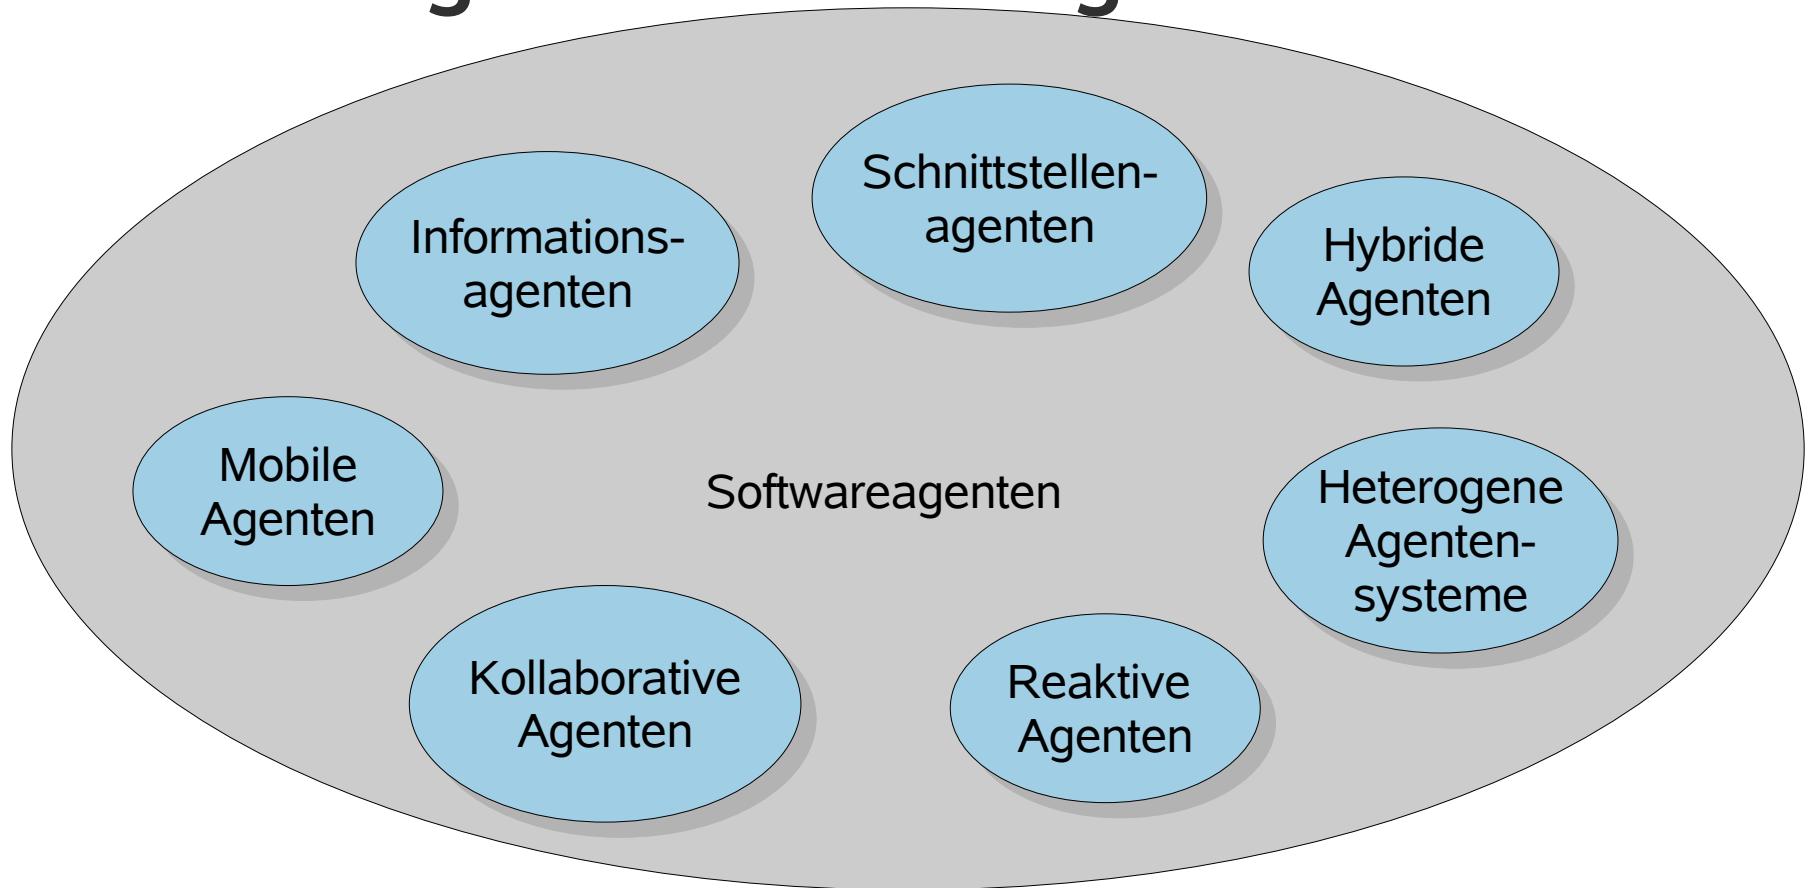 Schnittstellen-
agenten
Informations-
agenten
Hybride
Agenten
Mobile
Agenten
Softwareagenten
Heterogene
Agenten-
systeme
Kollaborative
Agenten
Reaktive
Agenten